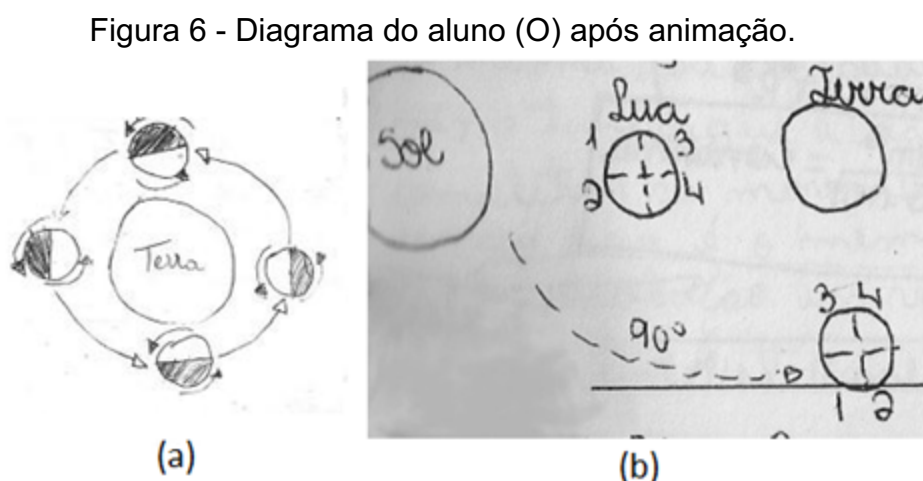 Figura 6 - Diagrama do aluno (O) após animação.
Terra
Sol
Lua
Terra
1 3
2 4
90°
3 4
1 2
(a)
(b)